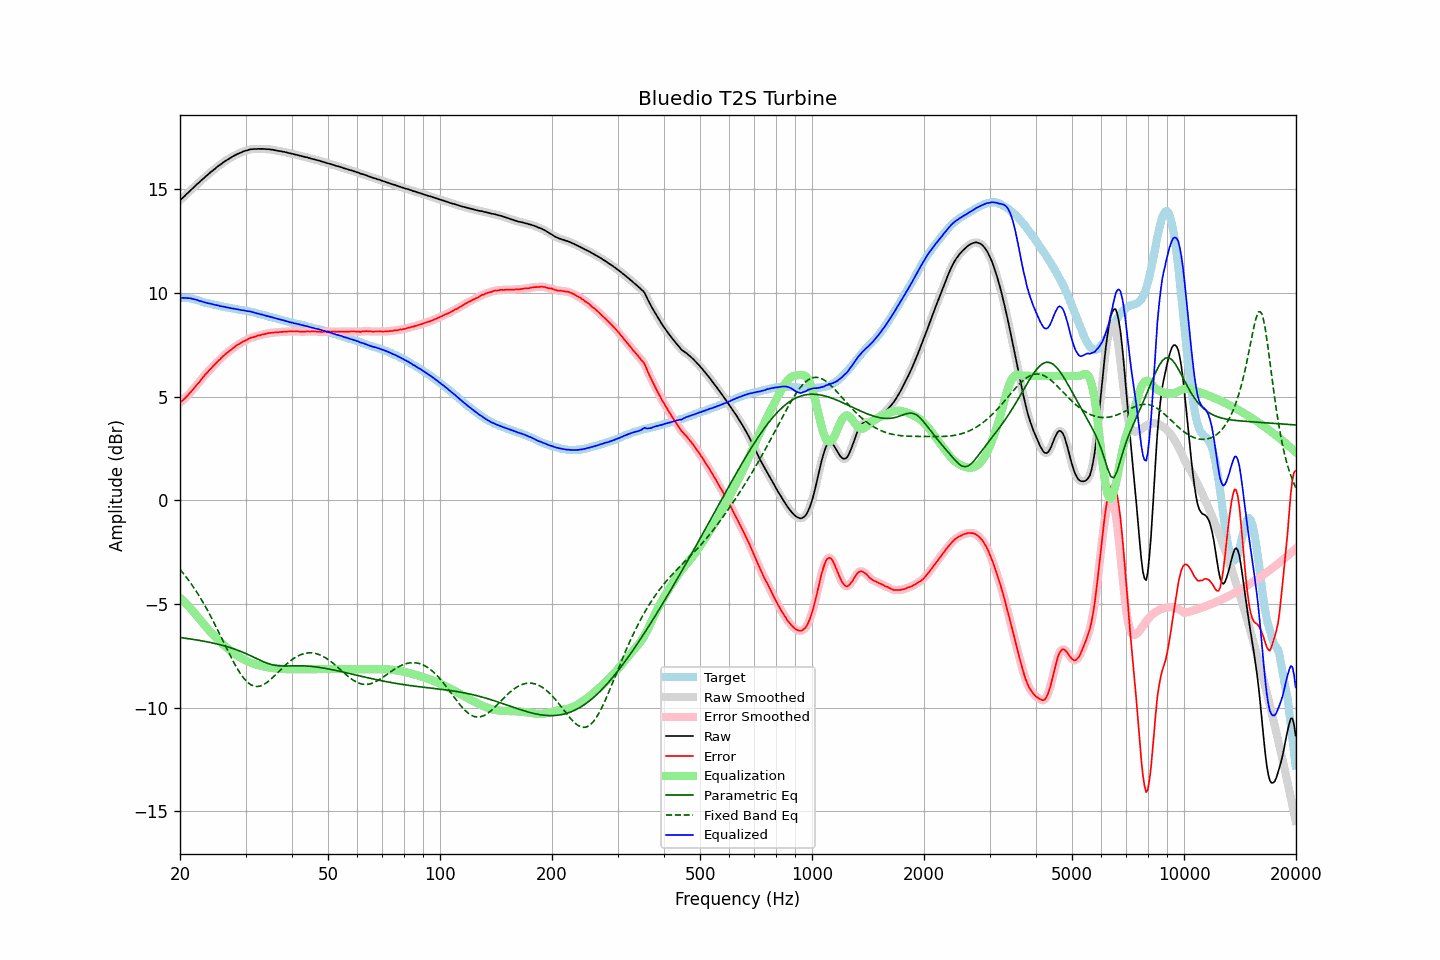 Bluedio T2S Turbine
Amplitude (dBr)
15
10
5
0
−5
−10
−15
Target
Raw Smoothed
Error Smoothed
Raw
Error
Equalization
Parametric Eq
Fixed Band Eq
Equalized
20 50 100 200 500 1000 2000 5000 10000 20000
Frequency (Hz)